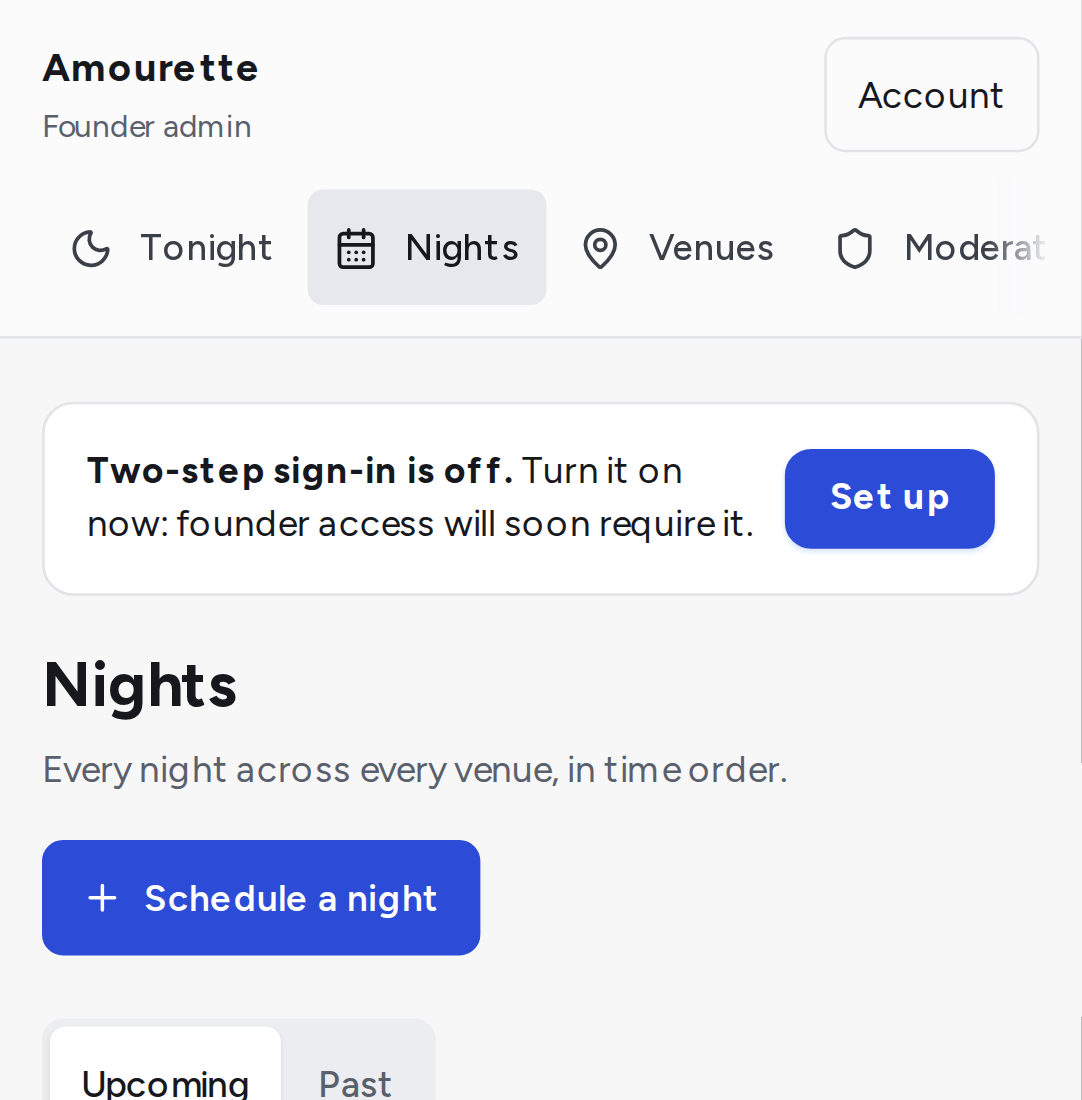 Amourette
Founder admin
Account
Tonight
Nights
Venues
Moderat
Two-step sign-in is off. Turn it on
now: founder access will soon require it.
Set up
Nights
Every night across every venue, in time order.
Schedule a night
Upcoming
Past